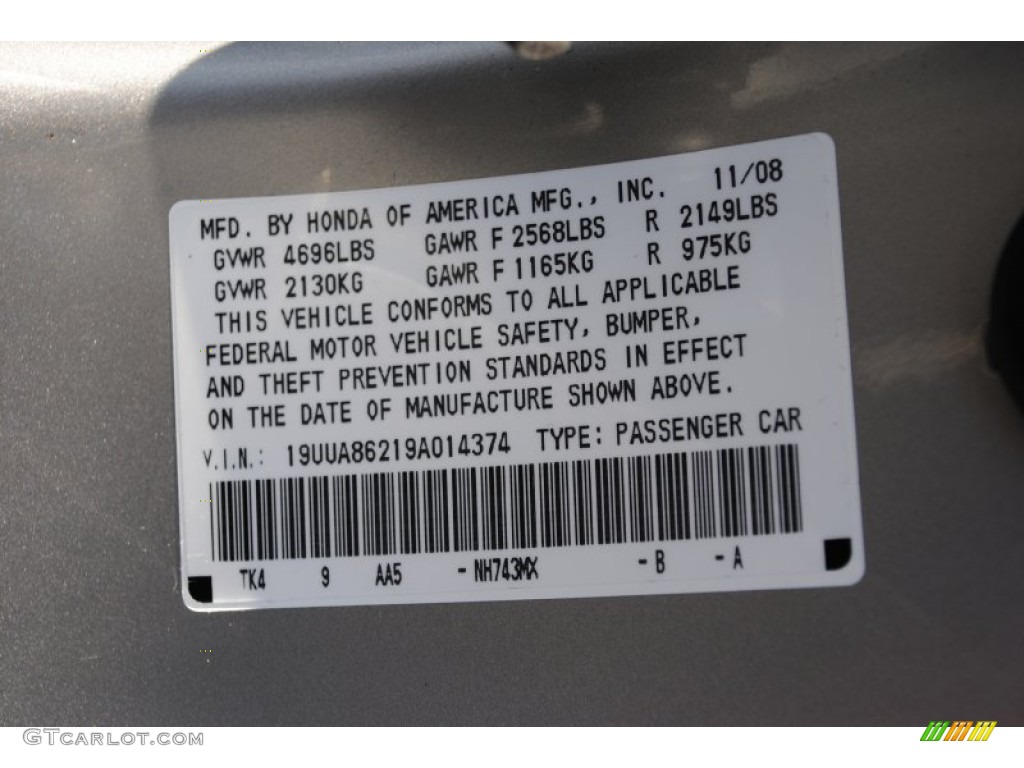 MFD. BY HONDA OF AMERICA MFG., INC. 11/08
GVWR 4696LBS GAWR F 2568LBS R 2149LBS
GVWR 2130KG GAWR F 1165KG R 975KG
THIS VEHICLE CONFORMS TO ALL APPLICABLE
FEDERAL MOTOR VEHICLE SAFETY, BUMPER,
AND THEFT PREVENTION STANDARDS IN EFFECT
ON THE DATE OF MANUFACTURE SHOWN ABOVE.
V.I.N.: 19UUA86219A014374 TYPE: PASSENGER CAR
TK4 9 AA5 -NH743MX -B -A
GTCarlot.com